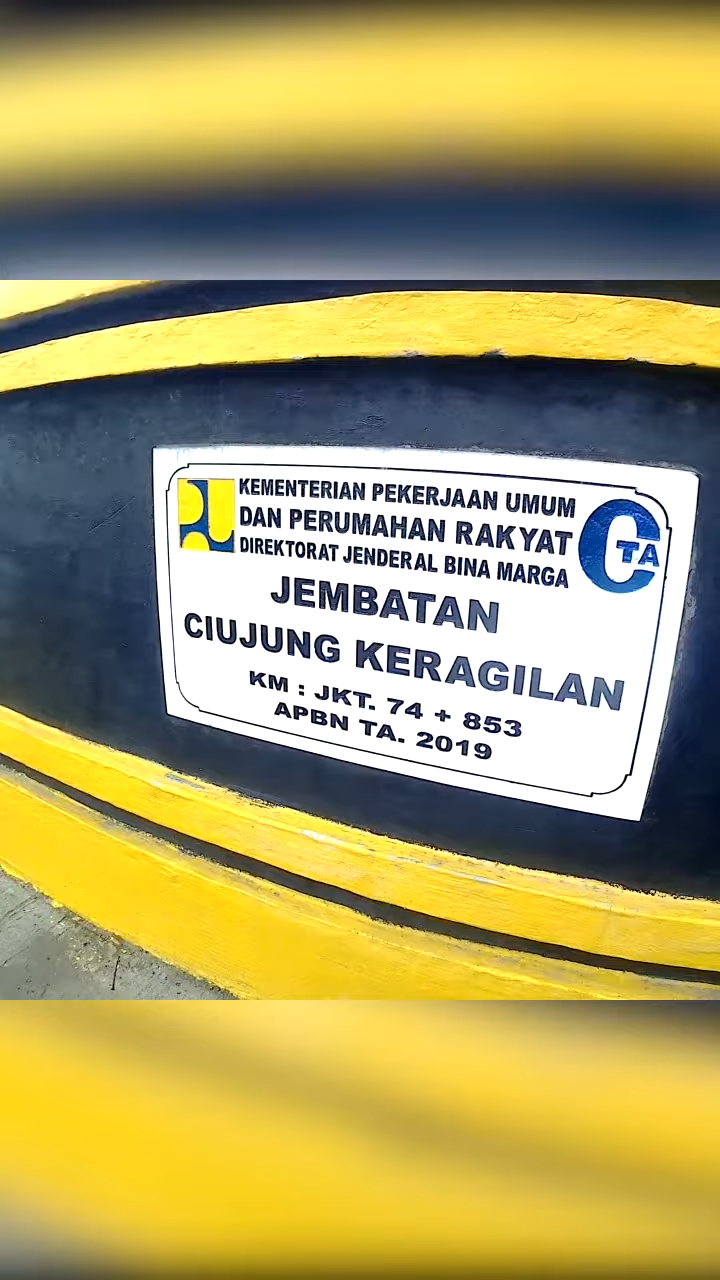 KEMENTERIAN PEKERJAAN UMUM
DAN PERUMAHAN RAKYAT
DIREKTORAT JENDERAL BINA MARGA
CTA
JEMBATAN
CIUJUNG KERAGILAN
KM : JKT. 74 + 853
APBN TA. 2019